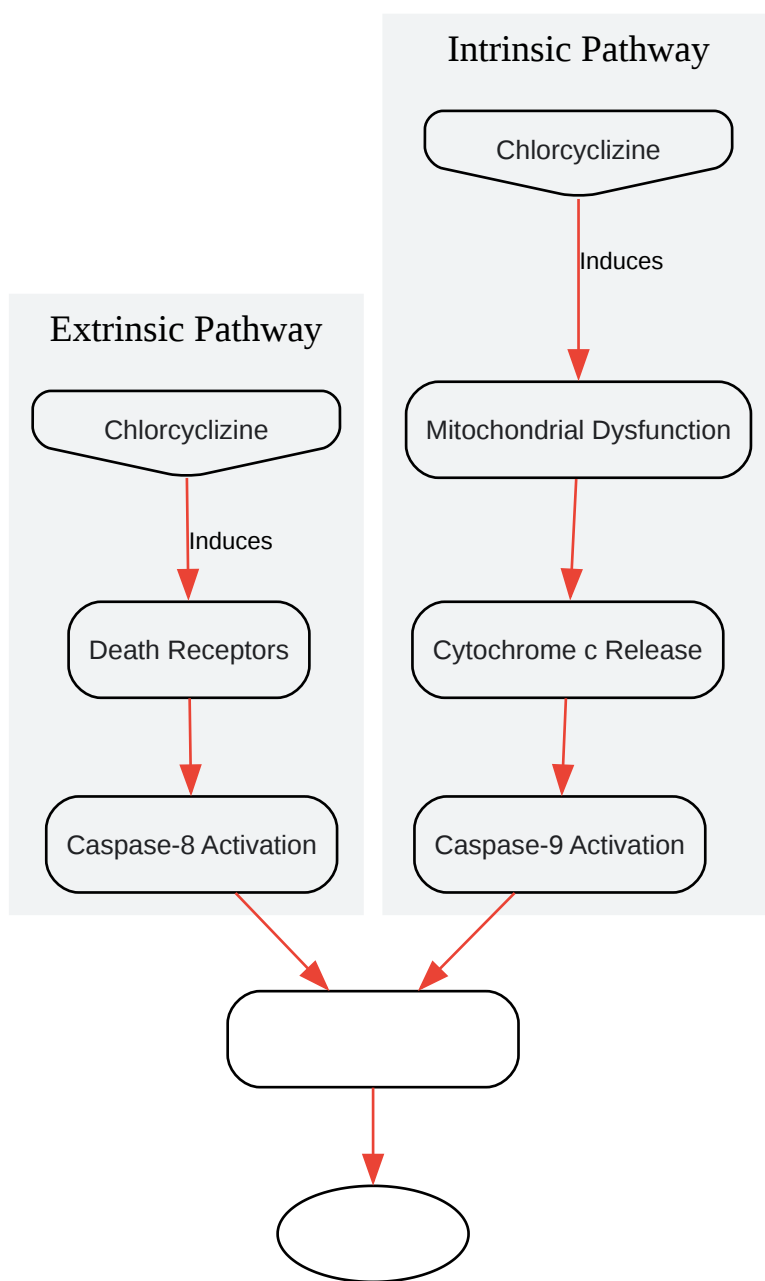 Intrinsic Pathway
Chlorcyclizine
Induces
Mitochondrial Dysfunction
Cytochrome c Release
Caspase-9 Activation
Extrinsic Pathway
Chlorcyclizine
Induces
Death Receptors
Caspase-8 Activation